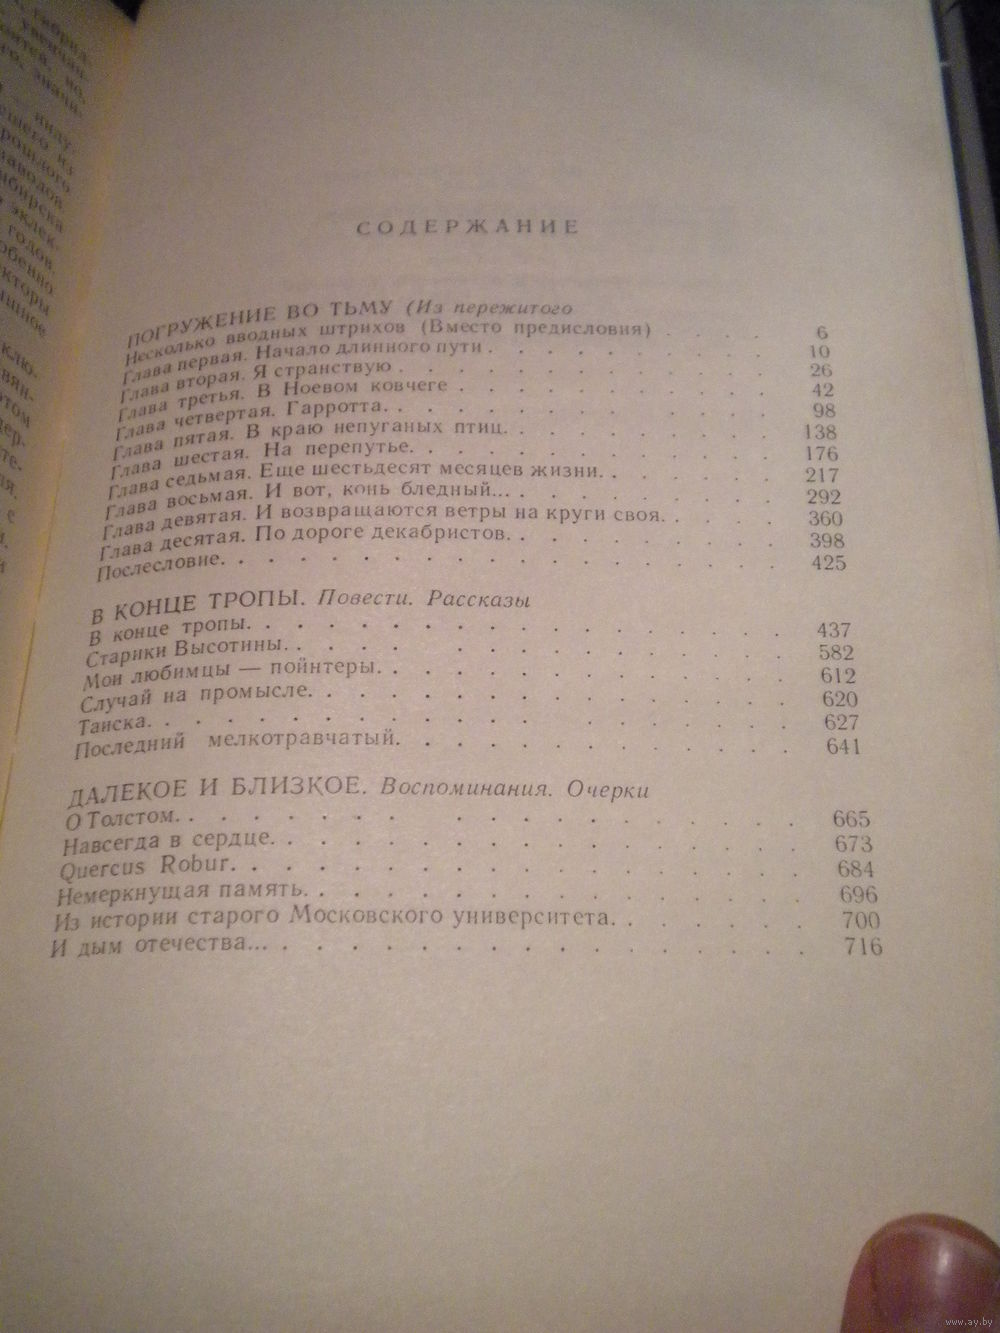 СОДЕРЖАНИЕ
ПОГРУЖЕНИЕ ВО ТЬМУ (Из пережитого
Несколько вводных штрихов (Вместо предисловия) . . . . 6
Глава первая. Начало длинного пути . . . . . . . . 10
Глава вторая. Я странствую . . . . . . . . . . . 26
Глава третья. В Ноевом ковчеге . . . . . . . . . 42
Глава четвертая. Гарротта. . . . . . . . . . . . 98
Глава пятая. В краю непуганых птиц. . . . . . . . 138
Глава шестая. На перепутье. . . . . . . . . . . 176
Глава седьмая. Еще шестьдесят месяцев жизни. . . . . 217
Глава восьмая. И вот, конь бледный... . . . . . . . 292
Глава девятая. И возвращаются ветры на круги своя. . . . 360
Глава десятая. По дороге декабристов. . . . . . . . 398
Послесловие. . . . . . . . . . . . . . . . 425
В КОНЦЕ ТРОПЫ. Повести. Рассказы
В конце тропы. . . . . . . . . . . . . . . 437
Старики Высотины. . . . . . . . . . . . . 582
Мои любимцы — пойнтеры. . . . . . . . . . . 612
Случай на промысле. . . . . . . . . . . . . 620
Таиска. . . . . . . . . . . . . . . . . 627
Последний мелкотравчатый. . . . . . . . . . . 641
ДАЛЕКОЕ И БЛИЗКОЕ. Воспоминания. Очерки
О Толстом. . . . . . . . . . . . . . . . 665
Навсегда в сердце. . . . . . . . . . . . . . 673
Quercus Robur. . . . . . . . . . . . . . . 684
Немеркнущая память. . . . . . . . . . . . . 696
Из истории старого Московского университета. . . . . . 700
И дым отечества... . . . . . . . . . . . . . 716
www.ay.by